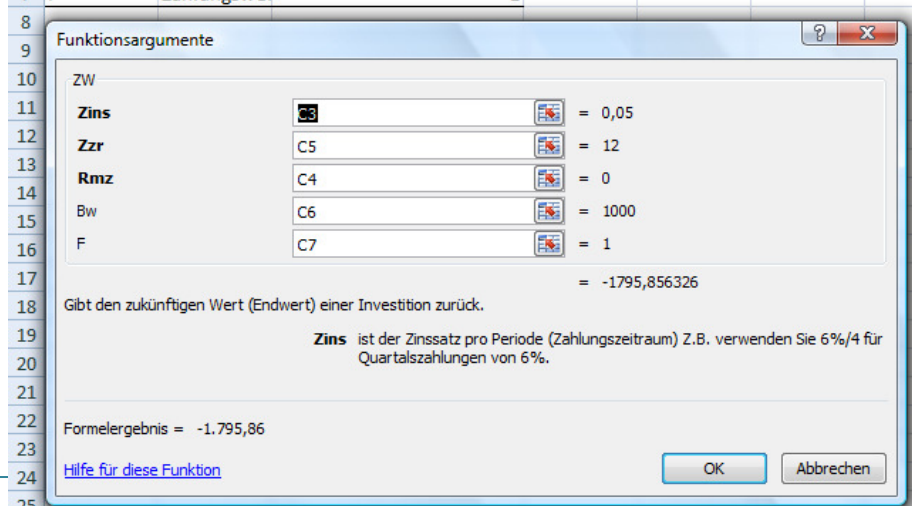 8
Funktionsargumente
9
10 ZW
11 Zins C3 = 0,05
12 Zzr C5 = 12
13
Rmz C4 = 0
14
15 Bw C6 = 1000
16 F C7 = 1
17 = -1795,856326
18 Gibt den zukünftigen Wert (Endwert) einer Investition zurück.
19 Zins ist der Zinssatz pro Periode (Zahlungszeitraum) Z.B. verwenden Sie 6%/4 für
20 Quartalszahlungen von 6%.
21
22 Formelergebnis = -1.795,86
23
24 Hilfe für diese Funktion OK Abbrechen
25